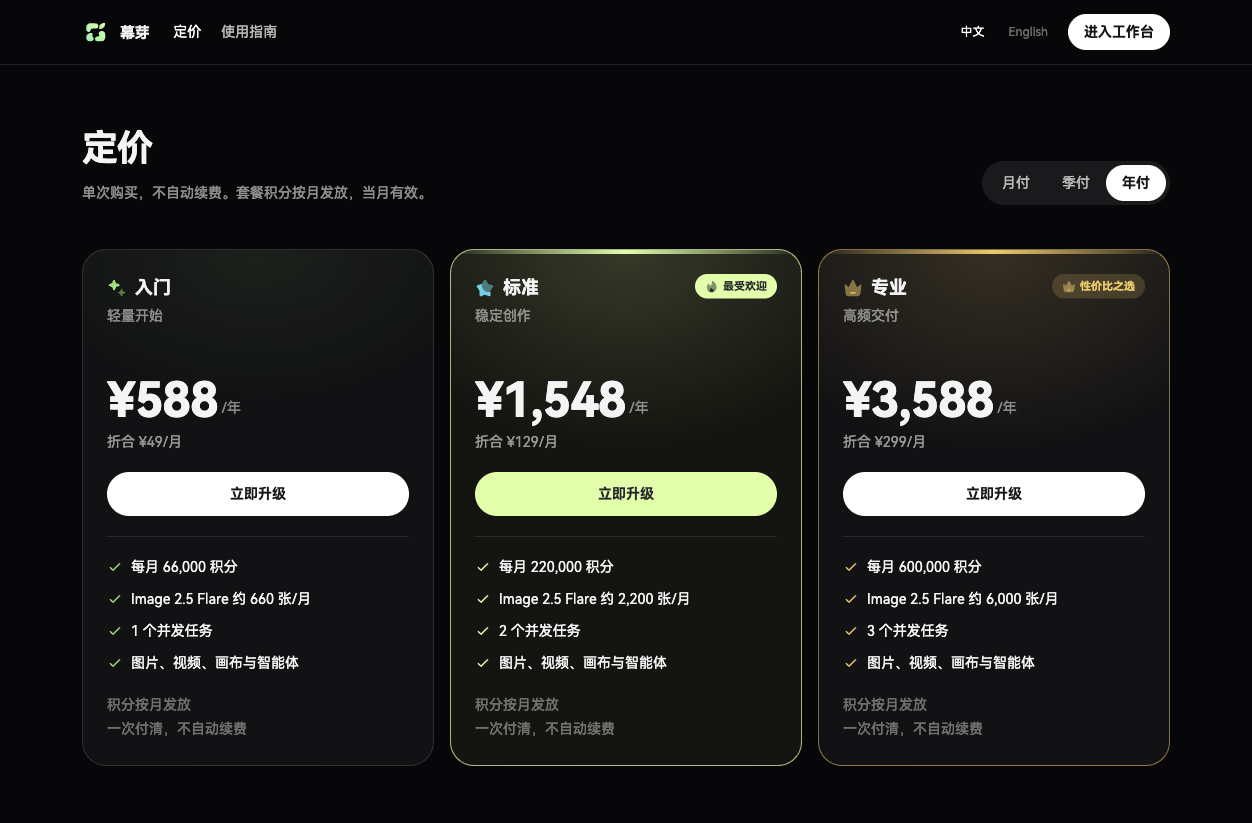 幕芽 定价 使用指南 中文 English 进入工作台
定价
单次购买，不自动续费。套餐积分按月发放，当月有效。
月付 季付 年付
入门
轻量开始
¥588 /年
折合 ¥49/月
立即升级
每月 66,000 积分
Image 2.5 Flare 约 660 张/月
1 个并发任务
图片、视频、画布与智能体
积分按月发放
一次付清，不自动续费
标准 最受欢迎
稳定创作
¥1,548 /年
折合 ¥129/月
立即升级
每月 220,000 积分
Image 2.5 Flare 约 2,200 张/月
2 个并发任务
图片、视频、画布与智能体
积分按月发放
一次付清，不自动续费
专业 性价比之选
高频交付
¥3,588 /年
折合 ¥299/月
立即升级
每月 600,000 积分
Image 2.5 Flare 约 6,000 张/月
3 个并发任务
图片、视频、画布与智能体
积分按月发放
一次付清，不自动续费